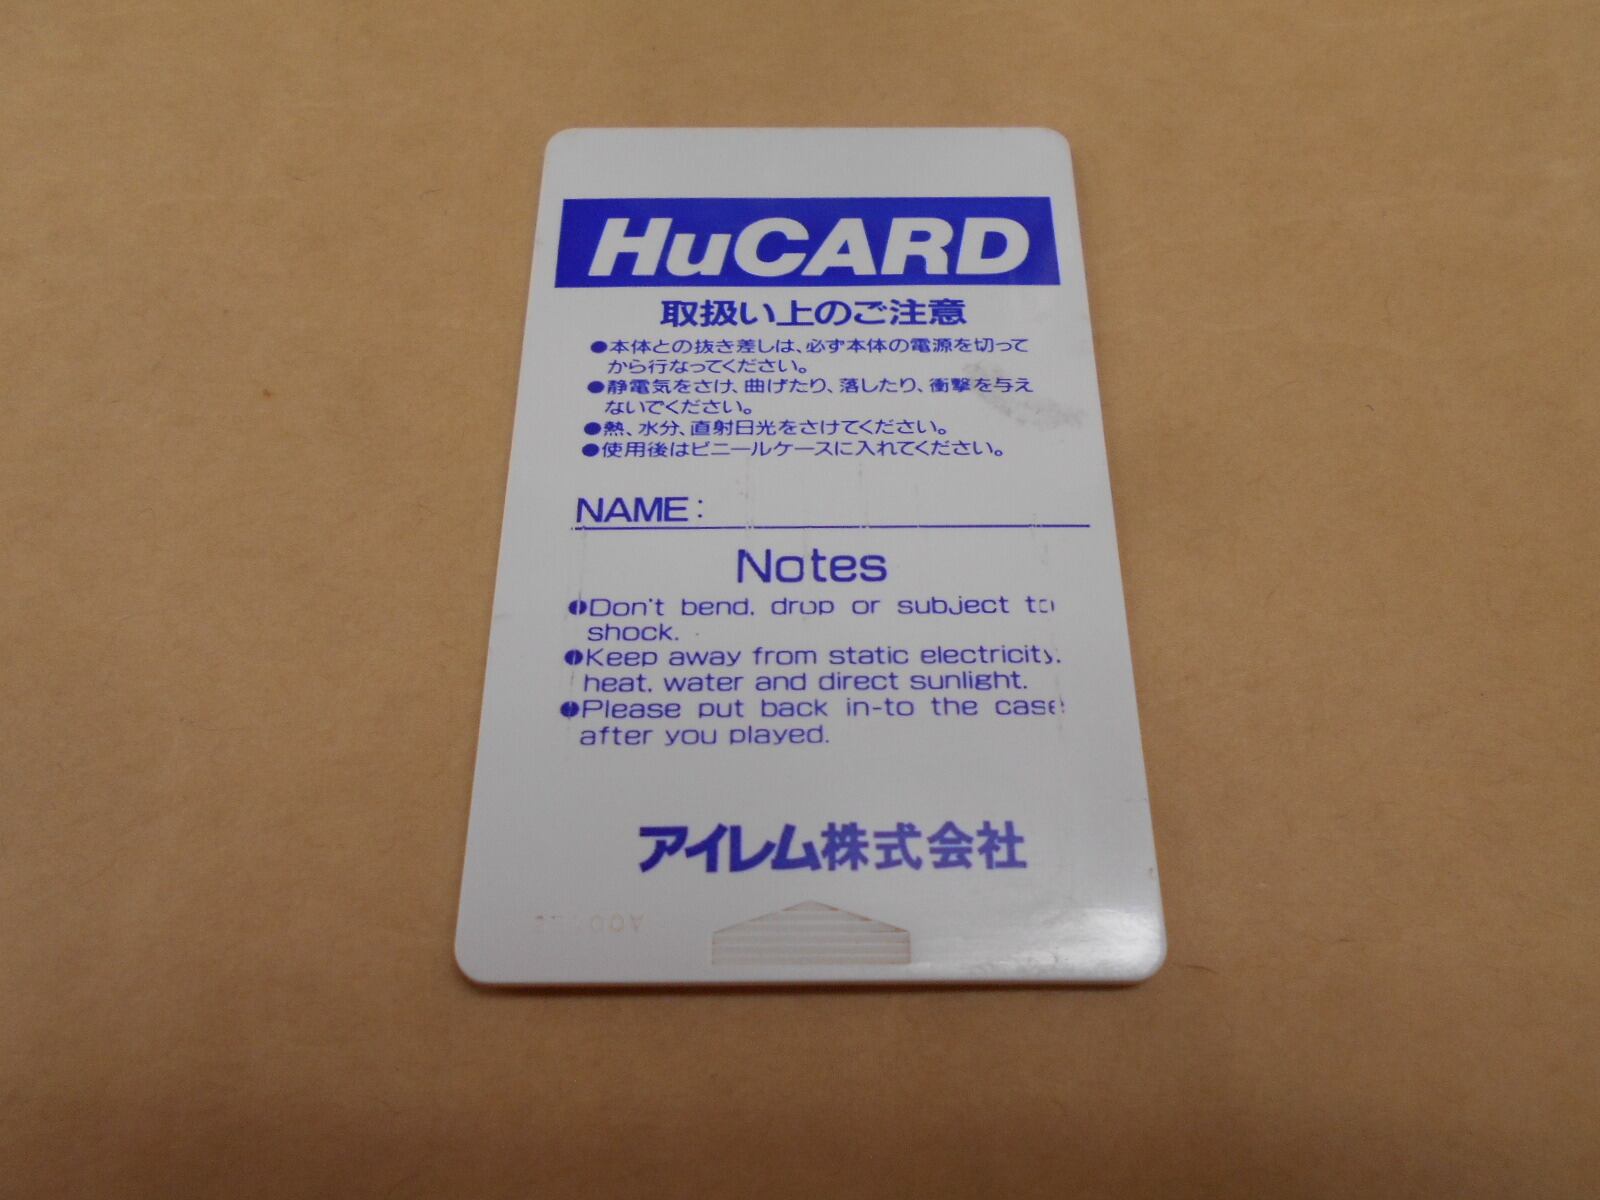 HuCARD
取扱い上のご注意
●本体との抜き差しは、必ず本体の電源を切って
から行なってください。
●静電気をさけ、曲げたり、落したり、衝撃を与え
ないでください。
●熱、水分、直射日光をさけてください。
●使用後はビニールケースに入れてください。
NAME:
Notes
●Don't bend, drop or subject to
shock.
●Keep away from static electricity,
heat, water and direct sunlight.
●Please put back in-to the case
after you played.
アイレム株式会社